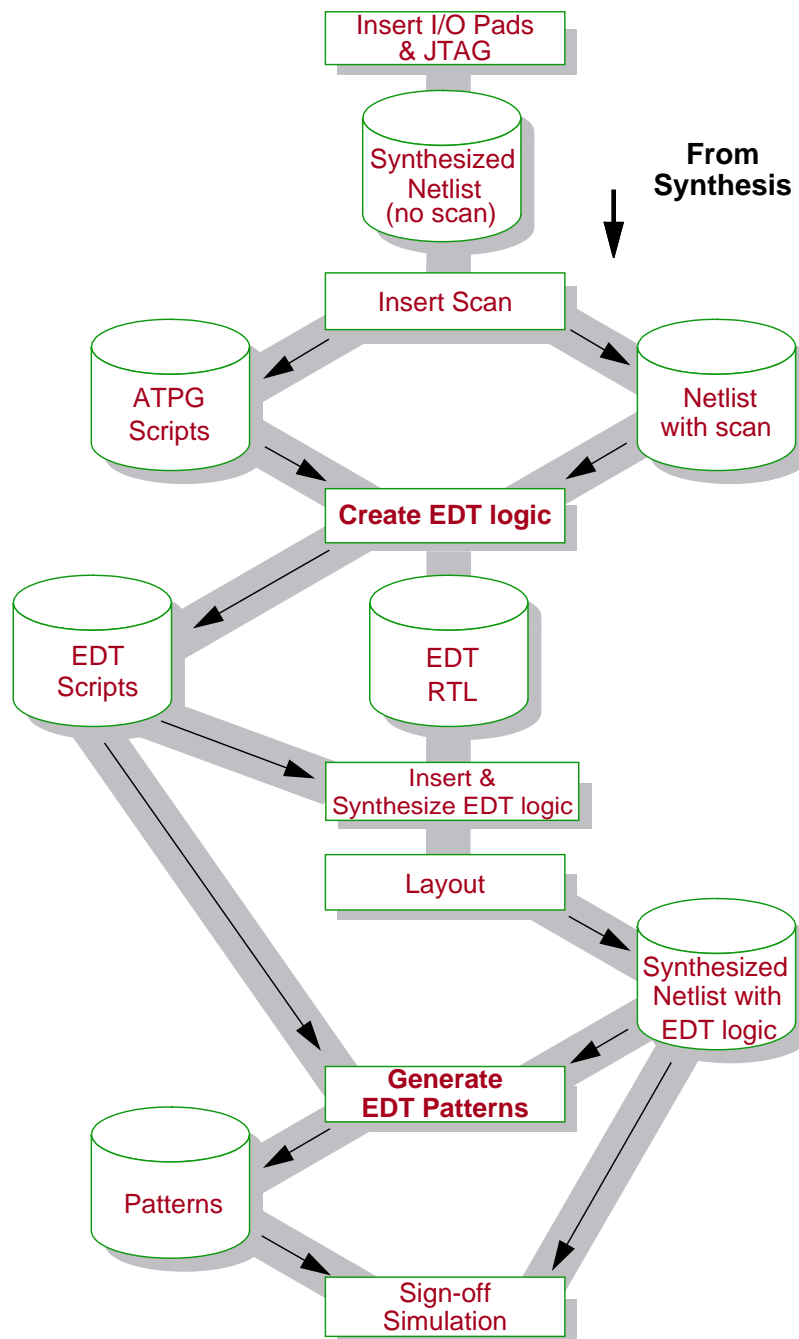 Insert I/O Pads
& JTAG
Synthesized
Netlist
(no scan)
From
Synthesis
Insert Scan
ATPG
Scripts
Netlist
with scan
Create EDT logic
EDT
Scripts
EDT
RTL
Insert &
Synthesize EDT logic
Layout
Synthesized
Netlist with
EDT logic
Generate
EDT Patterns
Patterns
Sign-off
Simulation